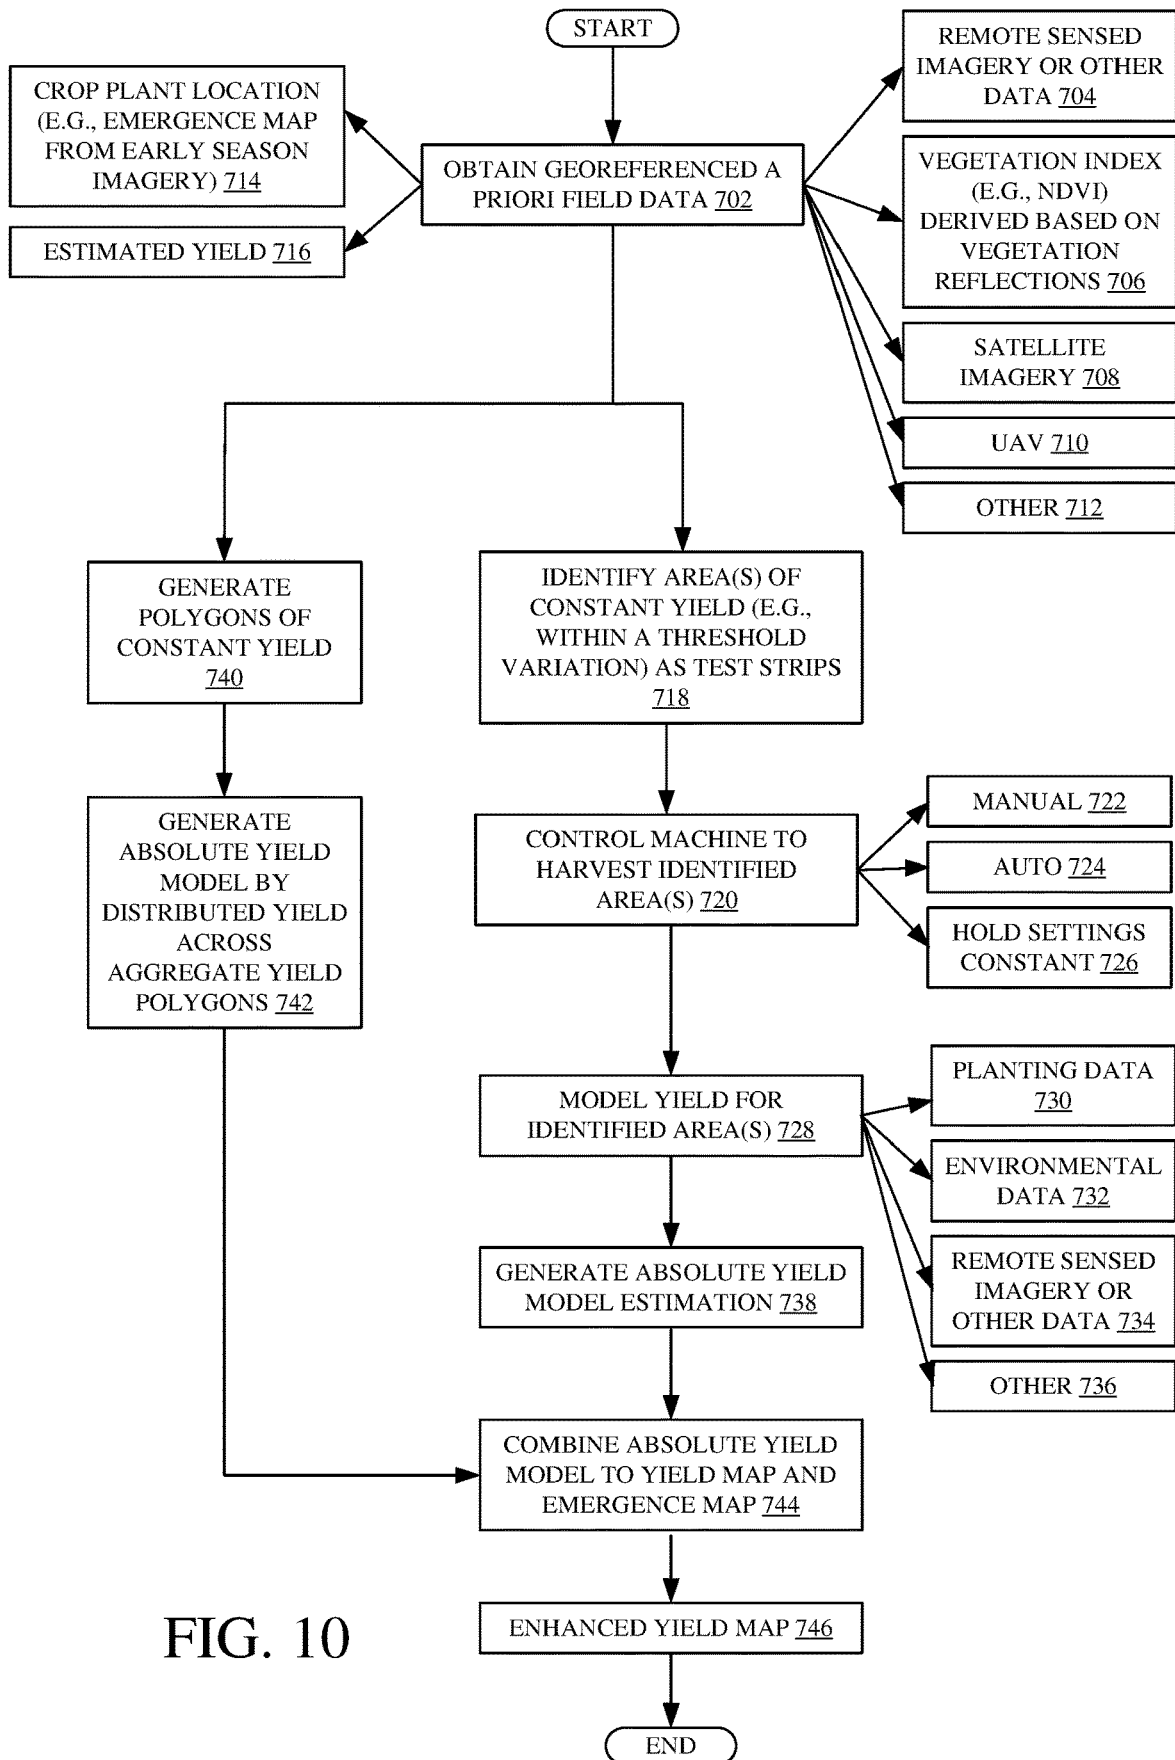 START
REMOTE SENSED
IMAGERY OR OTHER
DATA 704
CROP PLANT LOCATION
(E.G., EMERGENCE MAP
FROM EARLY SEASON
IMAGERY) 714
OBTAIN GEOREFERENCED A
PRIORI FIELD DATA 702
VEGETATION INDEX
(E.G., NDVI)
DERIVED BASED ON
VEGETATION
REFLECTIONS 706
ESTIMATED YIELD 716
SATELLITE
IMAGERY 708
UAV 710
OTHER 712
GENERATE
POLYGONS OF
CONSTANT YIELD
740
IDENTIFY AREA(S) OF
CONSTANT YIELD (E.G.,
WITHIN A THRESHOLD
VARIATION) AS TEST STRIPS
718
GENERATE
ABSOLUTE YIELD
MODEL BY
DISTRIBUTED YIELD
ACROSS
AGGREGATE YIELD
POLYGONS 742
CONTROL MACHINE TO
HARVEST IDENTIFIED
AREA(S) 720
MANUAL 722
AUTO 724
HOLD SETTINGS
CONSTANT 726
MODEL YIELD FOR
IDENTIFIED AREA(S) 728
PLANTING DATA
730
ENVIRONMENTAL
DATA 732
REMOTE SENSED
IMAGERY OR
OTHER DATA 734
OTHER 736
GENERATE ABSOLUTE YIELD
MODEL ESTIMATION 738
COMBINE ABSOLUTE YIELD
MODEL TO YIELD MAP AND
EMERGENCE MAP 744
ENHANCED YIELD MAP 746
FIG. 10
END